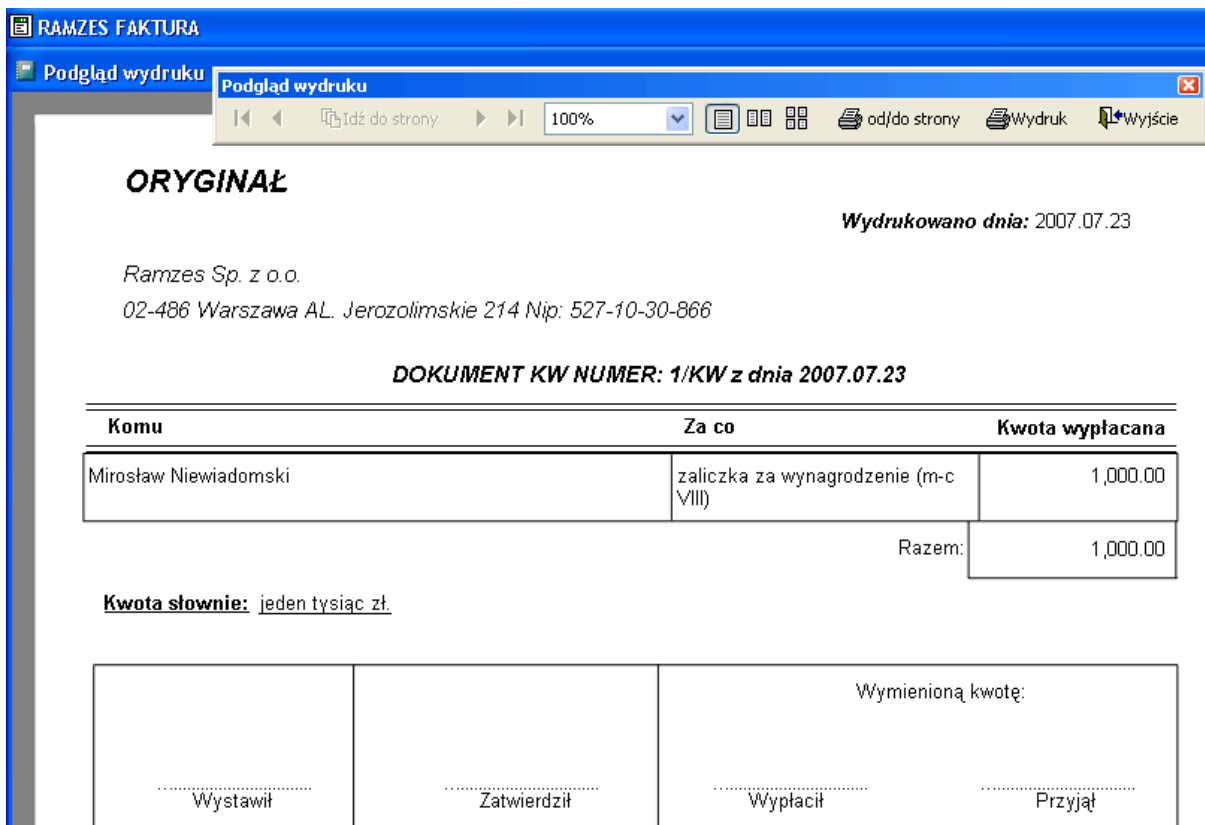 RAMZES FAKTURA
Podgląd wydruku
Podgląd wydruku
Idź do strony 100% od/do strony Wydruk Wyjście
ORYGINAŁ
Wydrukowano dnia: 2007.07.23
Ramzes Sp. z o.o.
02-486 Warszawa AL. Jerozolimskie 214 Nip: 527-10-30-866
DOKUMENT KW NUMER: 1/KW z dnia 2007.07.23
Komu Za co Kwota wypłacana
Mirosław Niewiadomski zaliczka za wynagrodzenie (m-c 1,000.00
VIII)
Razem: 1,000.00
Kwota słownie: jeden tysiąc zł.
Wymienioną kwotę:
Wystawił Zatwierdził Wypłacił Przyjął